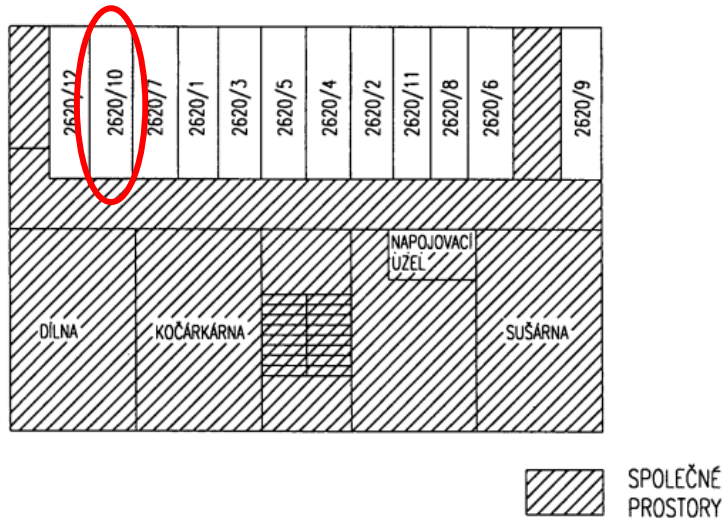 2620/12
2620/10
2620/7
2620/1
2620/3
2620/5
2620/4
2620/2
2620/11
2620/8
2620/6
2620/9
NAPOJOVACÍ
UZEL
DÍLNA
KOČÁRKÁRNA
SUŠÁRNA
SPOLEČNÉ
PROSTORY